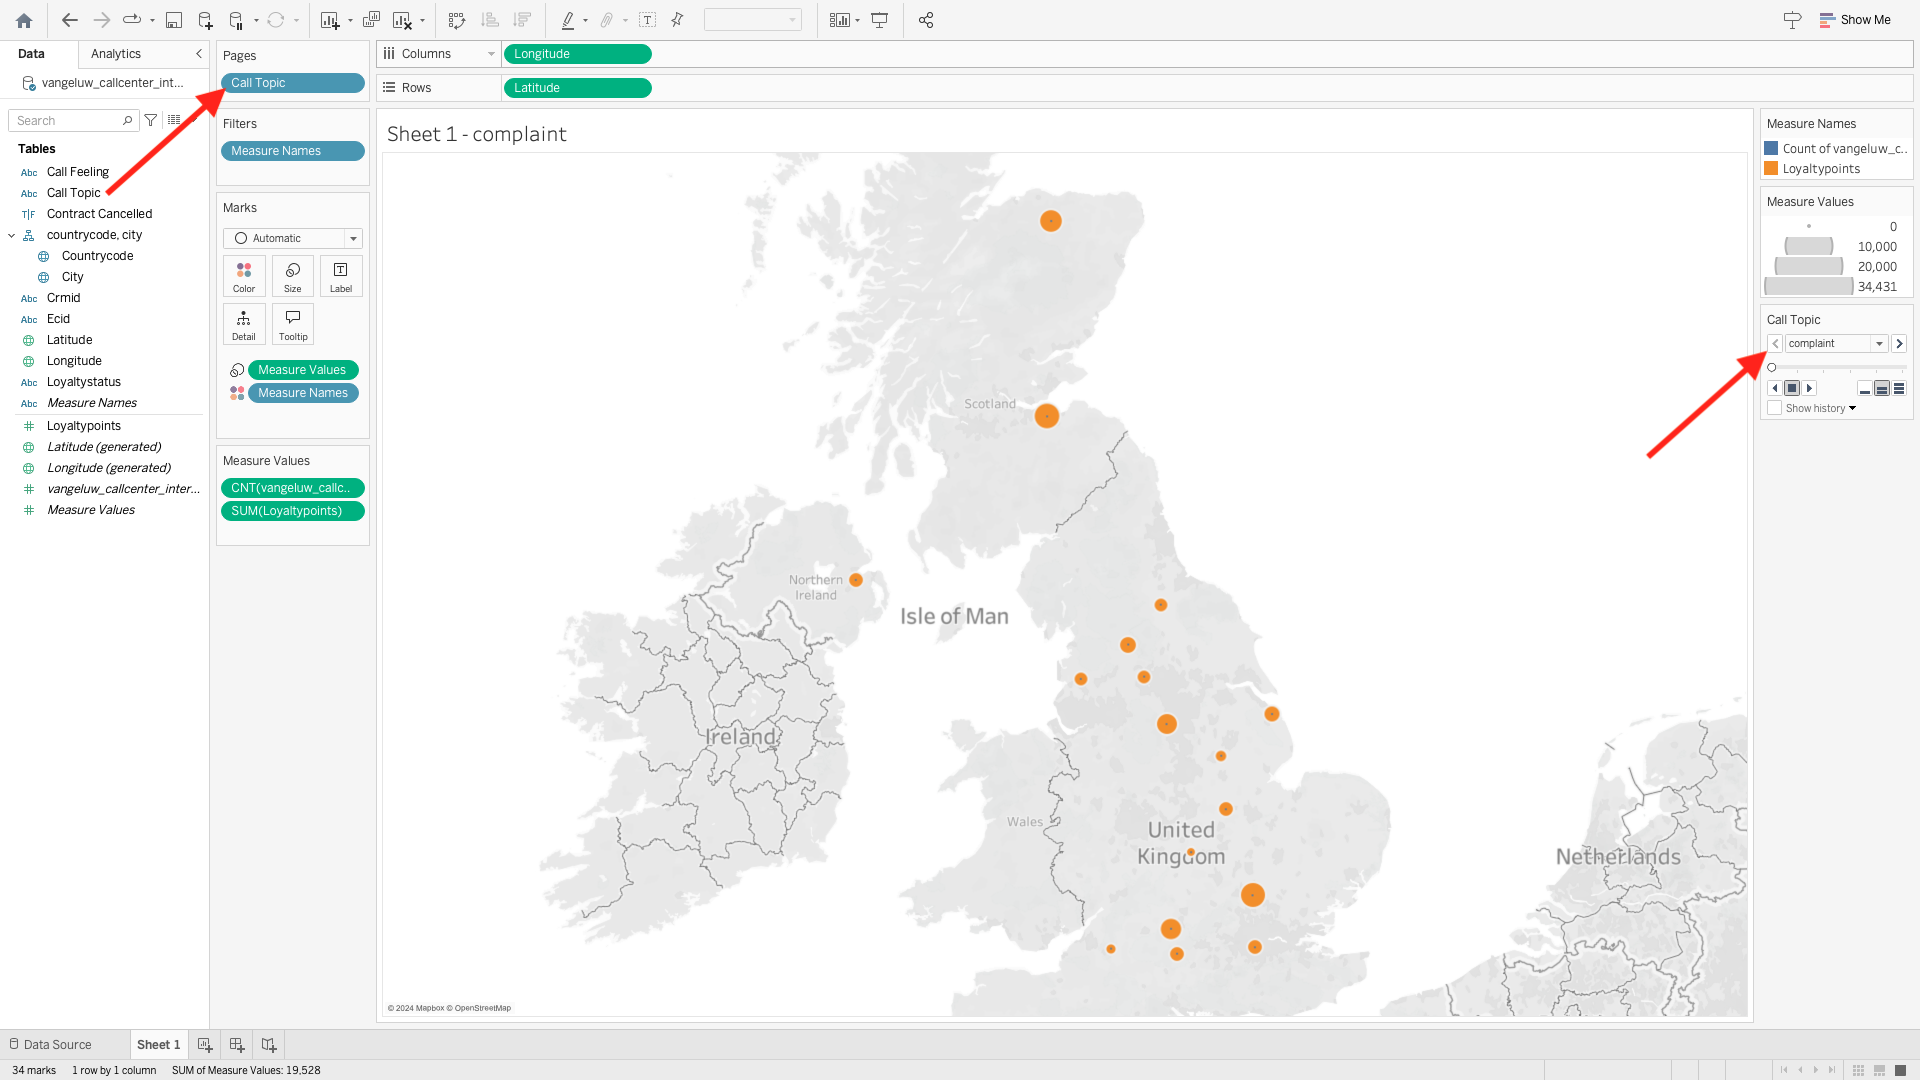 Show Me
Data
Analytics
vangeluw_callcenter_int...
Search
Tables
Abc Call Feeling
Abc Call Topic
T|F Contract Cancelled
countrycode, city
Countrycode
City
Abc Crmid
Abc Ecid
Latitude
Longitude
Abc Loyaltystatus
Abc Measure Names
Loyaltypoints
Latitude (generated)
Longitude (generated)
vangeluw_callcenter_inter...
Measure Values
Pages
Call Topic
Filters
Measure Names
Marks
Automatic
Color
Size
Label
Detail
Tooltip
Measure Values
Measure Names
Measure Values
CNT(vangeluw_callc..
SUM(Loyaltypoints)
Columns
Longitude
Rows
Latitude
Sheet 1 - complaint
Scotland
Northern
Ireland
Isle of Man
Ireland
Wales
United
Kingdom
Netherlands
© 2024 Mapbox © OpenStreetMap
Measure Names
Count of vangeluw_c..
Loyaltypoints
Measure Values
0
10,000
20,000
34,431
Call Topic
complaint
Show history
Data Source
Sheet 1
34 marks
1 row by 1 column
SUM of Measure Values: 19,528